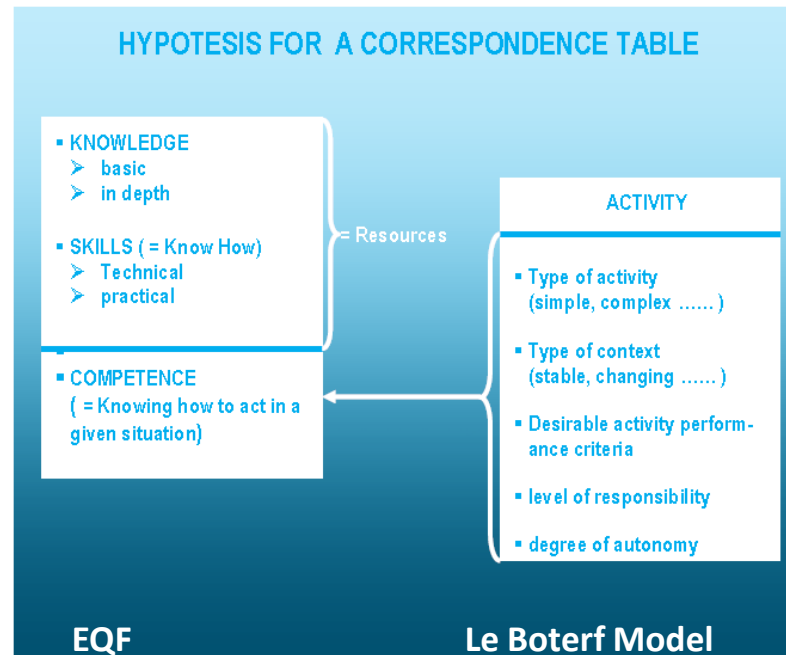 HYPOTESIS FOR A CORRESPONDENCE TABLE
▪ KNOWLEDGE
➢ basic
➢ in depth
▪ SKILLS ( = Know How)
➢ Technical
➢ practical
= Resources
▪
▪ COMPETENCE
( = Knowing how to act in a
given situation)
ACTIVITY
▪ Type of activity
(simple, complex ...... )
▪ Type of context
(stable, changing ...... )
▪ Desirable activity perform-
ance criteria
▪ level of responsibility
▪ degree of autonomy
EQF
Le Boterf Model